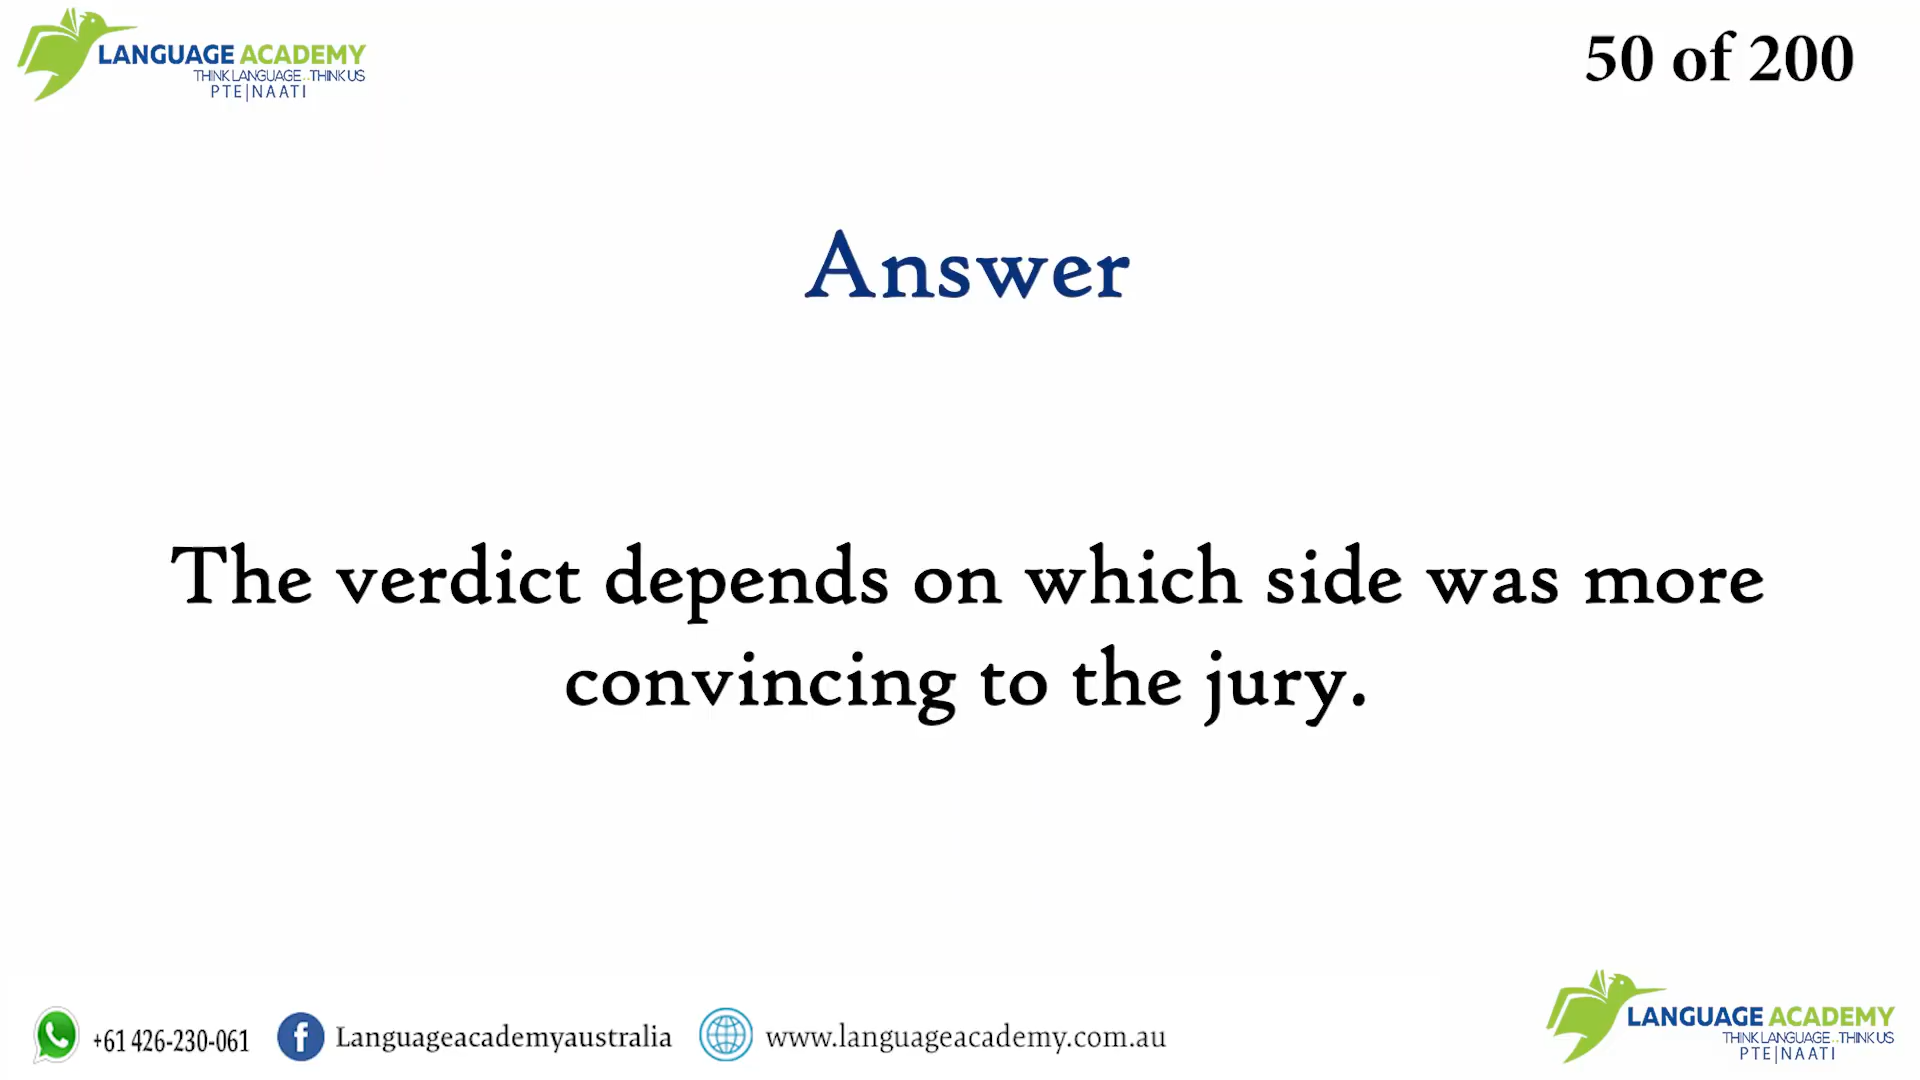 LANGUAGE ACADEMY
THINK LANGUAGE..THINK US
PTE|NAATI
50 of 200
Answer
The verdict depends on which side was more
convincing to the jury.
+61 426-230-061
Languageacademyaustralia
www.languageacademy.com.au
LANGUAGE ACADEMY
THINK LANGUAGE..THINK US
PTE|NAATI